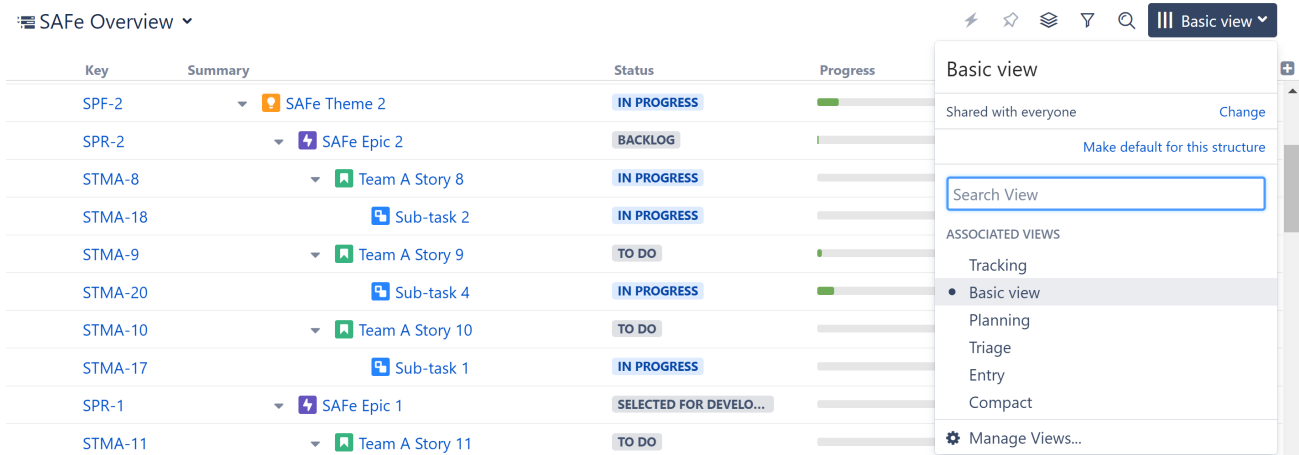 SAFe Overview
Basic view
Key Summary Status Progress
SPF-2 SAFe Theme 2 IN PROGRESS
SPR-2 SAFe Epic 2 BACKLOG
STMA-8 Team A Story 8 IN PROGRESS
STMA-18 Sub-task 2 IN PROGRESS
STMA-9 Team A Story 9 TO DO
STMA-20 Sub-task 4 IN PROGRESS
STMA-10 Team A Story 10 TO DO
STMA-17 Sub-task 1 IN PROGRESS
SPR-1 SAFe Epic 1 SELECTED FOR DEVELO...
STMA-11 Team A Story 11 TO DO
Basic view
Shared with everyone Change
Make default for this structure
Search View
ASSOCIATED VIEWS
Tracking
Basic view
Planning
Triage
Entry
Compact
Manage Views...